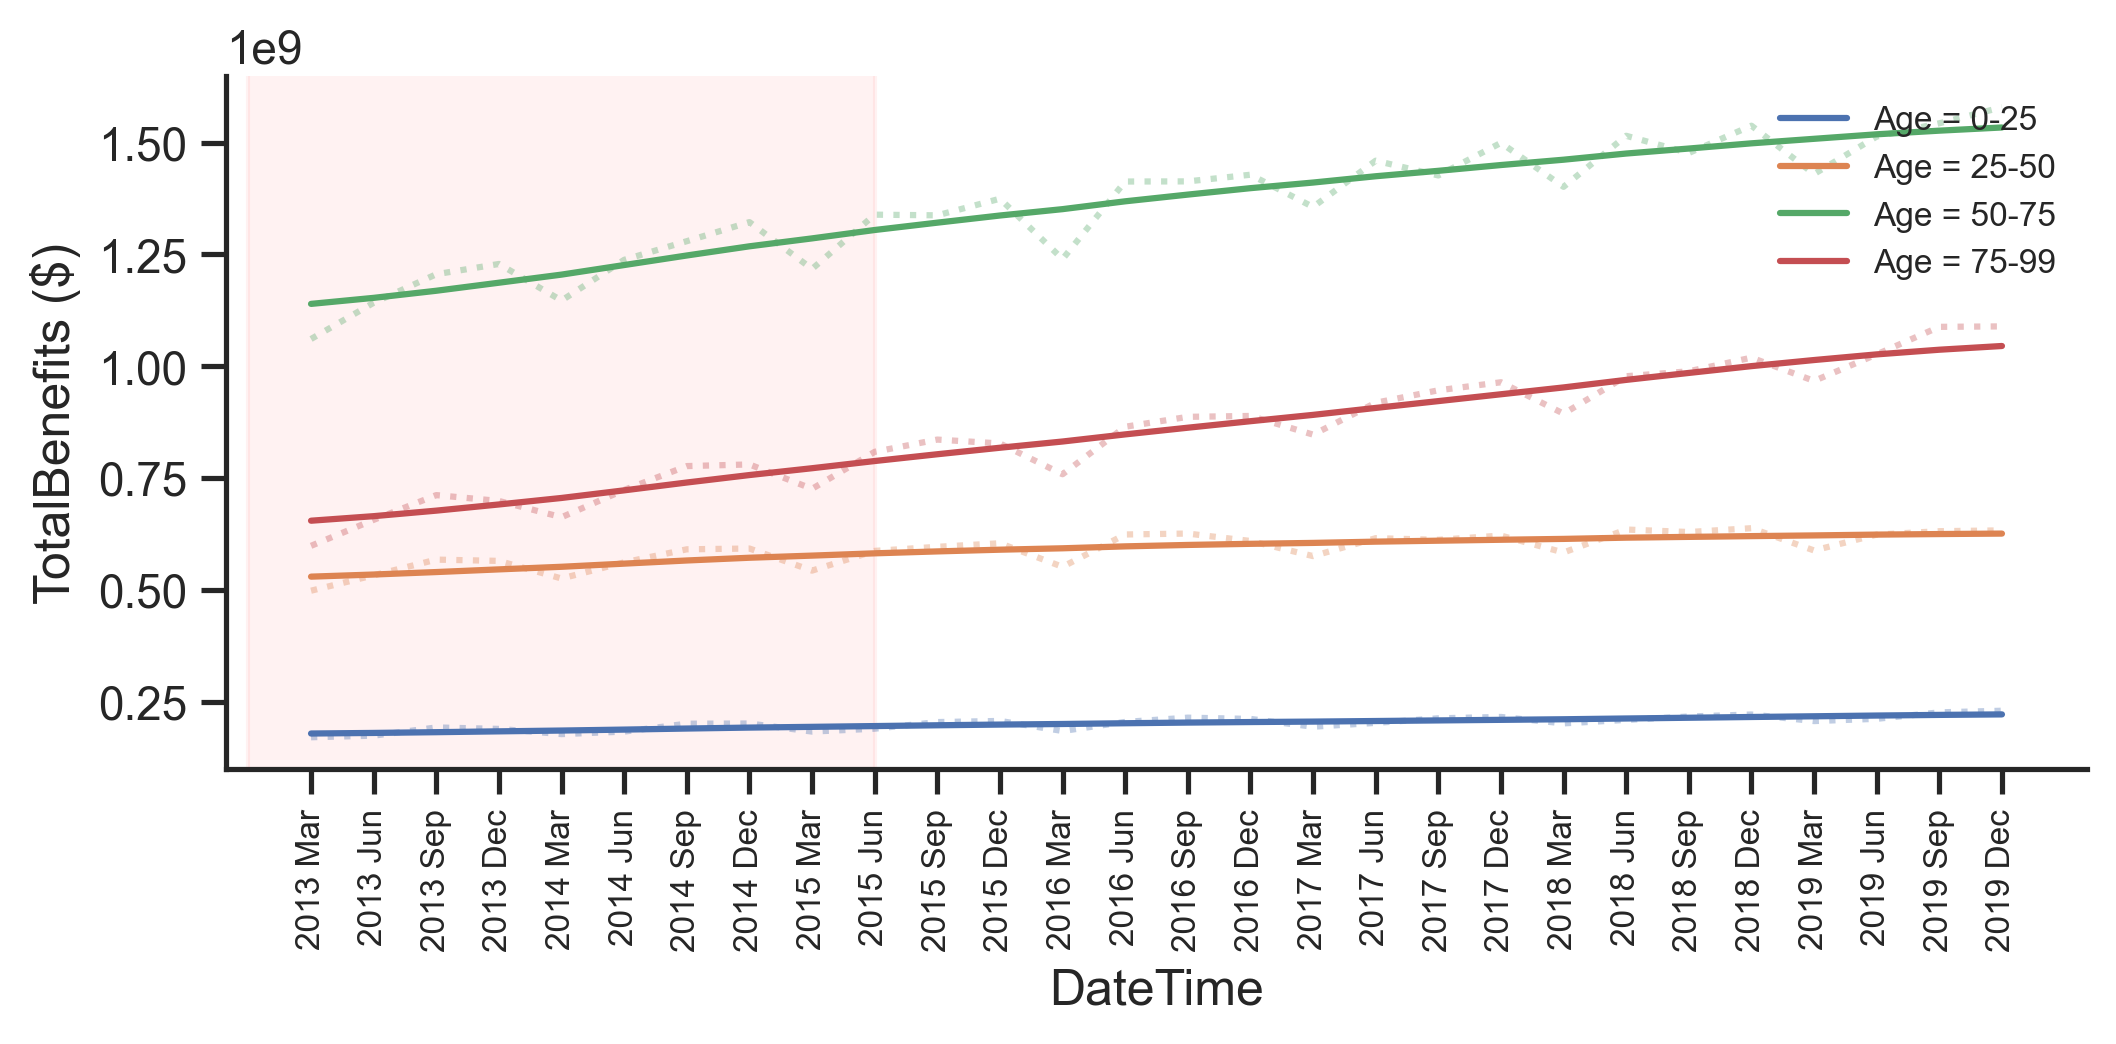 1e9
1.50
1.25
1.00
0.75
0.50
0.25
TotalBenefits ($)
Age = 0-25
Age = 25-50
Age = 50-75
Age = 75-99
2013 Mar
2013 Jun
2013 Sep
2013 Dec
2014 Mar
2014 Jun
2014 Sep
2014 Dec
2015 Mar
2015 Jun
2015 Sep
2015 Dec
2016 Mar
2016 Jun
2016 Sep
2016 Dec
2017 Mar
2017 Jun
2017 Sep
2017 Dec
2018 Mar
2018 Jun
2018 Sep
2018 Dec
2019 Mar
2019 Jun
2019 Sep
2019 Dec
DateTime